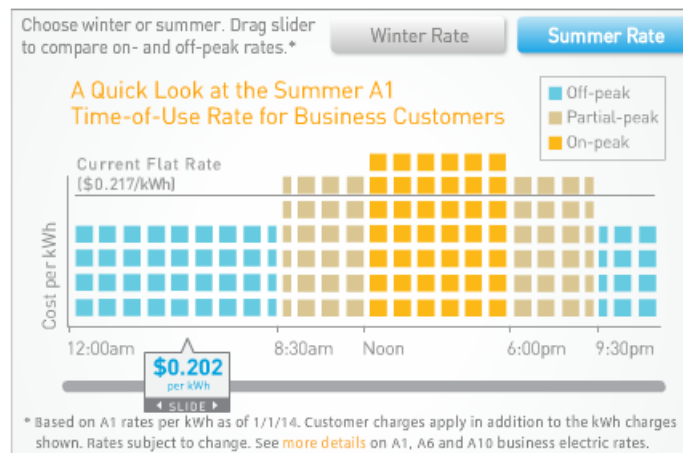 Choose winter or summer. Drag slider
to compare on- and off-peak rates.*
Winter Rate
Summer Rate
A Quick Look at the Summer A1
Time-of-Use Rate for Business Customers
Off-peak
Partial-peak
On-peak
Current Flat Rate
($0.217/kWh)
Cost per kWh
12:00am
8:30am
Noon
6:00pm
9:30pm
$0.202
per kWh
SLIDE
* Based on A1 rates per kWh as of 1/1/14. Customer charges apply in addition to the kWh charges
shown. Rates subject to change. See more details on A1, A6 and A10 business electric rates.